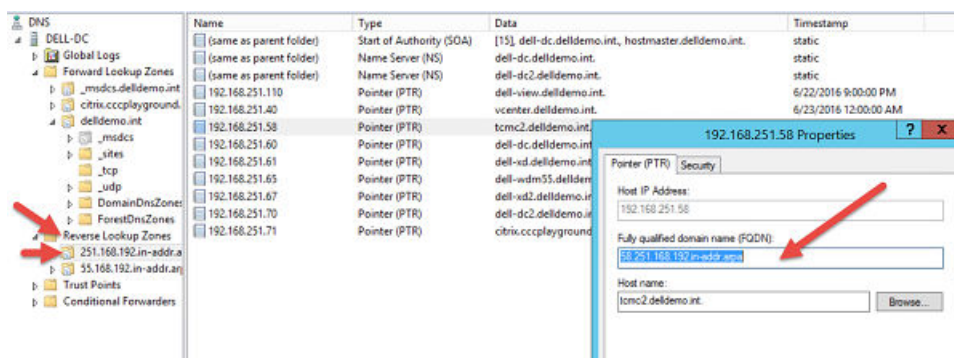 DNS
DELL-DC
Global Logs
Forward Lookup Zones
_msdcs.delldemo.int
citrix.cccplayground.
delldemo.int
_msdcs
_sites
_tcp
_udp
DomainDnsZones
ForestDnsZones
Reverse Lookup Zones
251.168.192.in-addr.a
55.168.192.in-addr.ar
Trust Points
Conditional Forwarders
Name Type Data Timestamp
(same as parent folder) Start of Authority (SOA) [15], dell-dc.delldemo.int., hostmaster.delldemo.int. static
(same as parent folder) Name Server (NS) dell-dc.delldemo.int. static
(same as parent folder) Name Server (NS) dell-dc2.delldemo.int. static
192.168.251.110 Pointer (PTR) dell-view.delldemo.int. 6/22/2016 9:00:00 PM
192.168.251.40 Pointer (PTR) vcenter.delldemo.int. 6/23/2016 12:00:00 AM
192.168.251.58 Pointer (PTR) tcmc2.delldemo.int.
192.168.251.60 Pointer (PTR) dell-dc.delldemo.int
192.168.251.61 Pointer (PTR) dell-xd.delldemo.int
192.168.251.65 Pointer (PTR) dell-wdm55.delldem
192.168.251.67 Pointer (PTR) dell-xd2.delldemo.in
192.168.251.70 Pointer (PTR) dell-dc2.delldemo.in
192.168.251.71 Pointer (PTR) citrix.cccplayground
192.168.251.58 Properties ? x
Pointer (PTR) Security
Host IP Address:
192.168.251.58
Fully qualified domain name (FQDN):
58.251.168.192.in-addr.arpa
Host name:
tcmc2.delldemo.int. Browse...